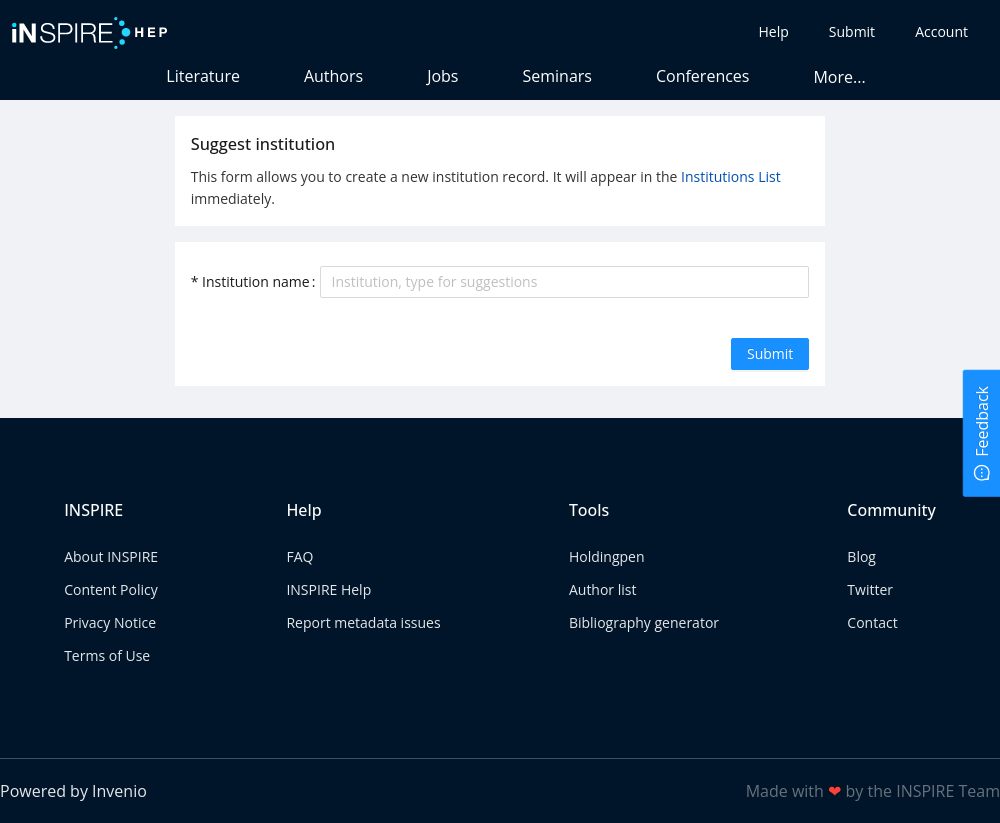 iNSPIRE HEP
Help
Submit
Account
Literature
Authors
Jobs
Seminars
Conferences
More...
Suggest institution
This form allows you to create a new institution record. It will appear in the Institutions List
immediately.
* Institution name : Institution, type for suggestions
Submit
Feedback
INSPIRE
About INSPIRE
Content Policy
Privacy Notice
Terms of Use
Help
FAQ
INSPIRE Help
Report metadata issues
Tools
Holdingpen
Author list
Bibliography generator
Community
Blog
Twitter
Contact
Powered by Invenio
Made with ❤ by the INSPIRE Team